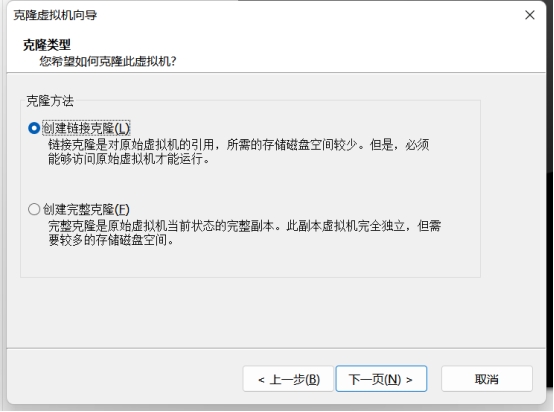 克隆虚拟机向导
克隆类型
您希望如何克隆此虚拟机?
克隆方法
创建链接克隆(L)
链接克隆是对原始虚拟机的引用，所需的存储磁盘空间较少。但是，必须
能够访问原始虚拟机才能运行。
创建完整克隆(F)
完整克隆是原始虚拟机当前状态的完整副本。此副本虚拟机完全独立，但需
要较多的存储磁盘空间。
< 上一步(B)
下一页(N) >
取消